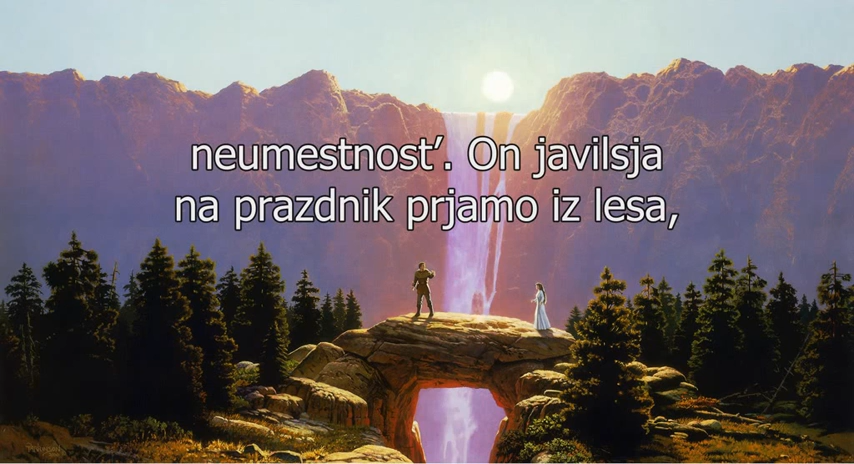 neumestnost’. On javilsja
na prazdnik prjamo iz lesa,